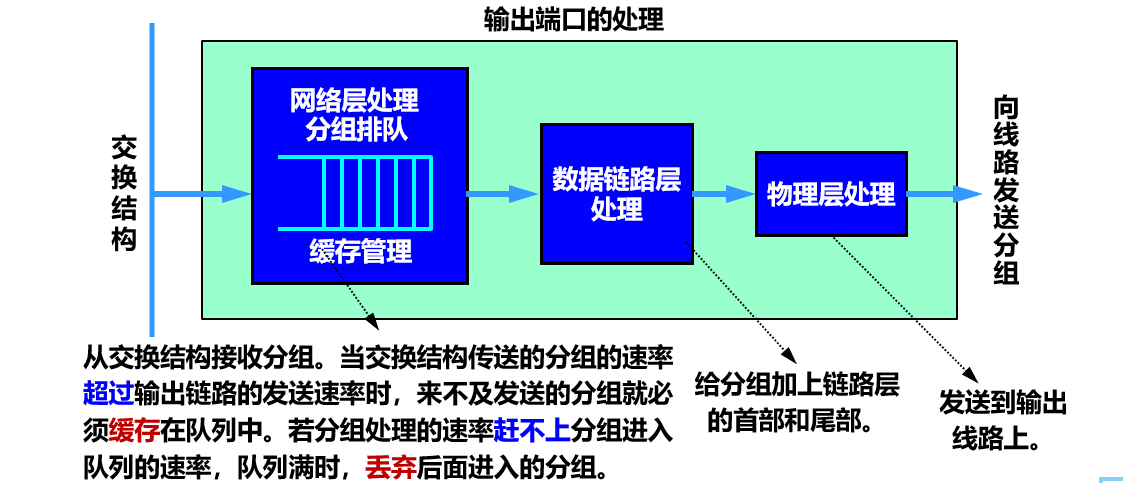 输出端口的处理
交换结构
网络层处理
分组排队
缓存管理
数据链路层
处理
物理层处理
向线路发送分组
从交换结构接收分组。当交换结构传送的分组的速率
超过输出链路的发送速率时，来不及发送的分组就必
须缓存在队列中。若分组处理的速率赶不上分组进入
队列的速率，队列满时，丢弃后面进入的分组。
给分组加上链路层
的首部和尾部。
发送到输出
线路上。